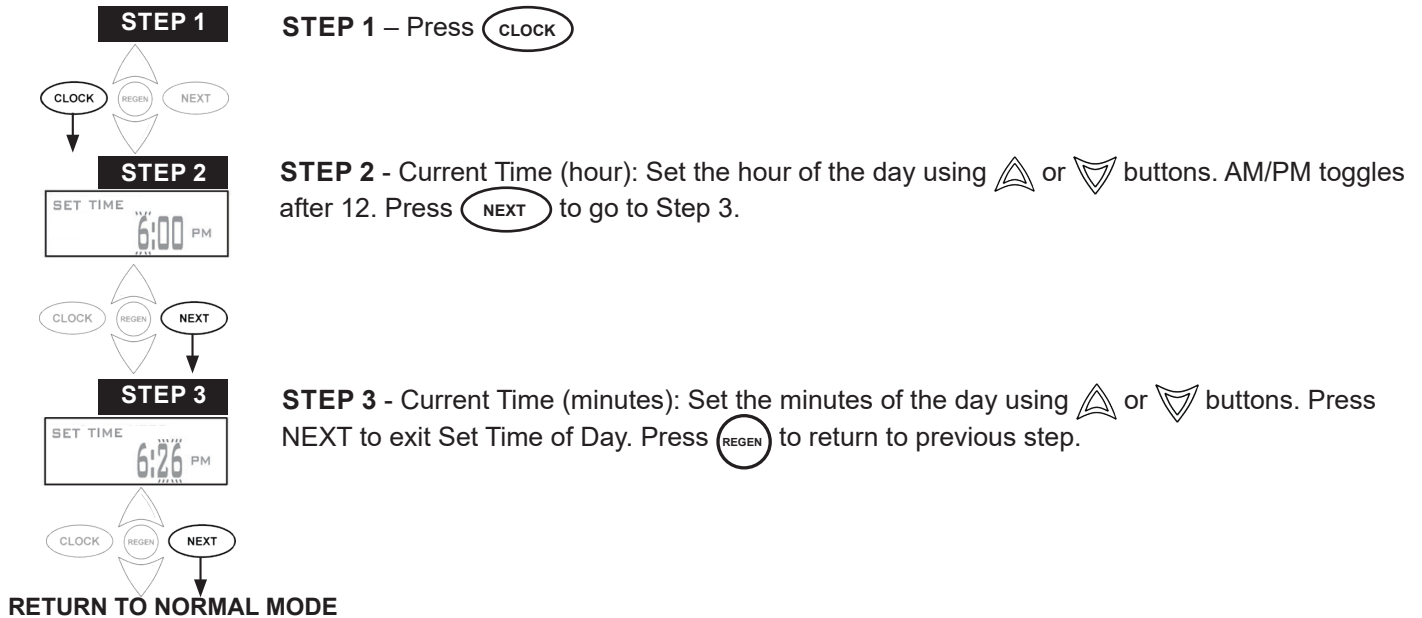 STEP 1
STEP 1 – Press CLOCK
CLOCK REGEN NEXT
STEP 2
SET TIME
6:00 PM
STEP 2 - Current Time (hour): Set the hour of the day using or buttons. AM/PM toggles
after 12. Press NEXT to go to Step 3.
CLOCK REGEN NEXT
STEP 3
SET TIME
6:26 PM
STEP 3 - Current Time (minutes): Set the minutes of the day using or buttons. Press
NEXT to exit Set Time of Day. Press REGEN to return to previous step.
CLOCK REGEN NEXT
RETURN TO NORMAL MODE